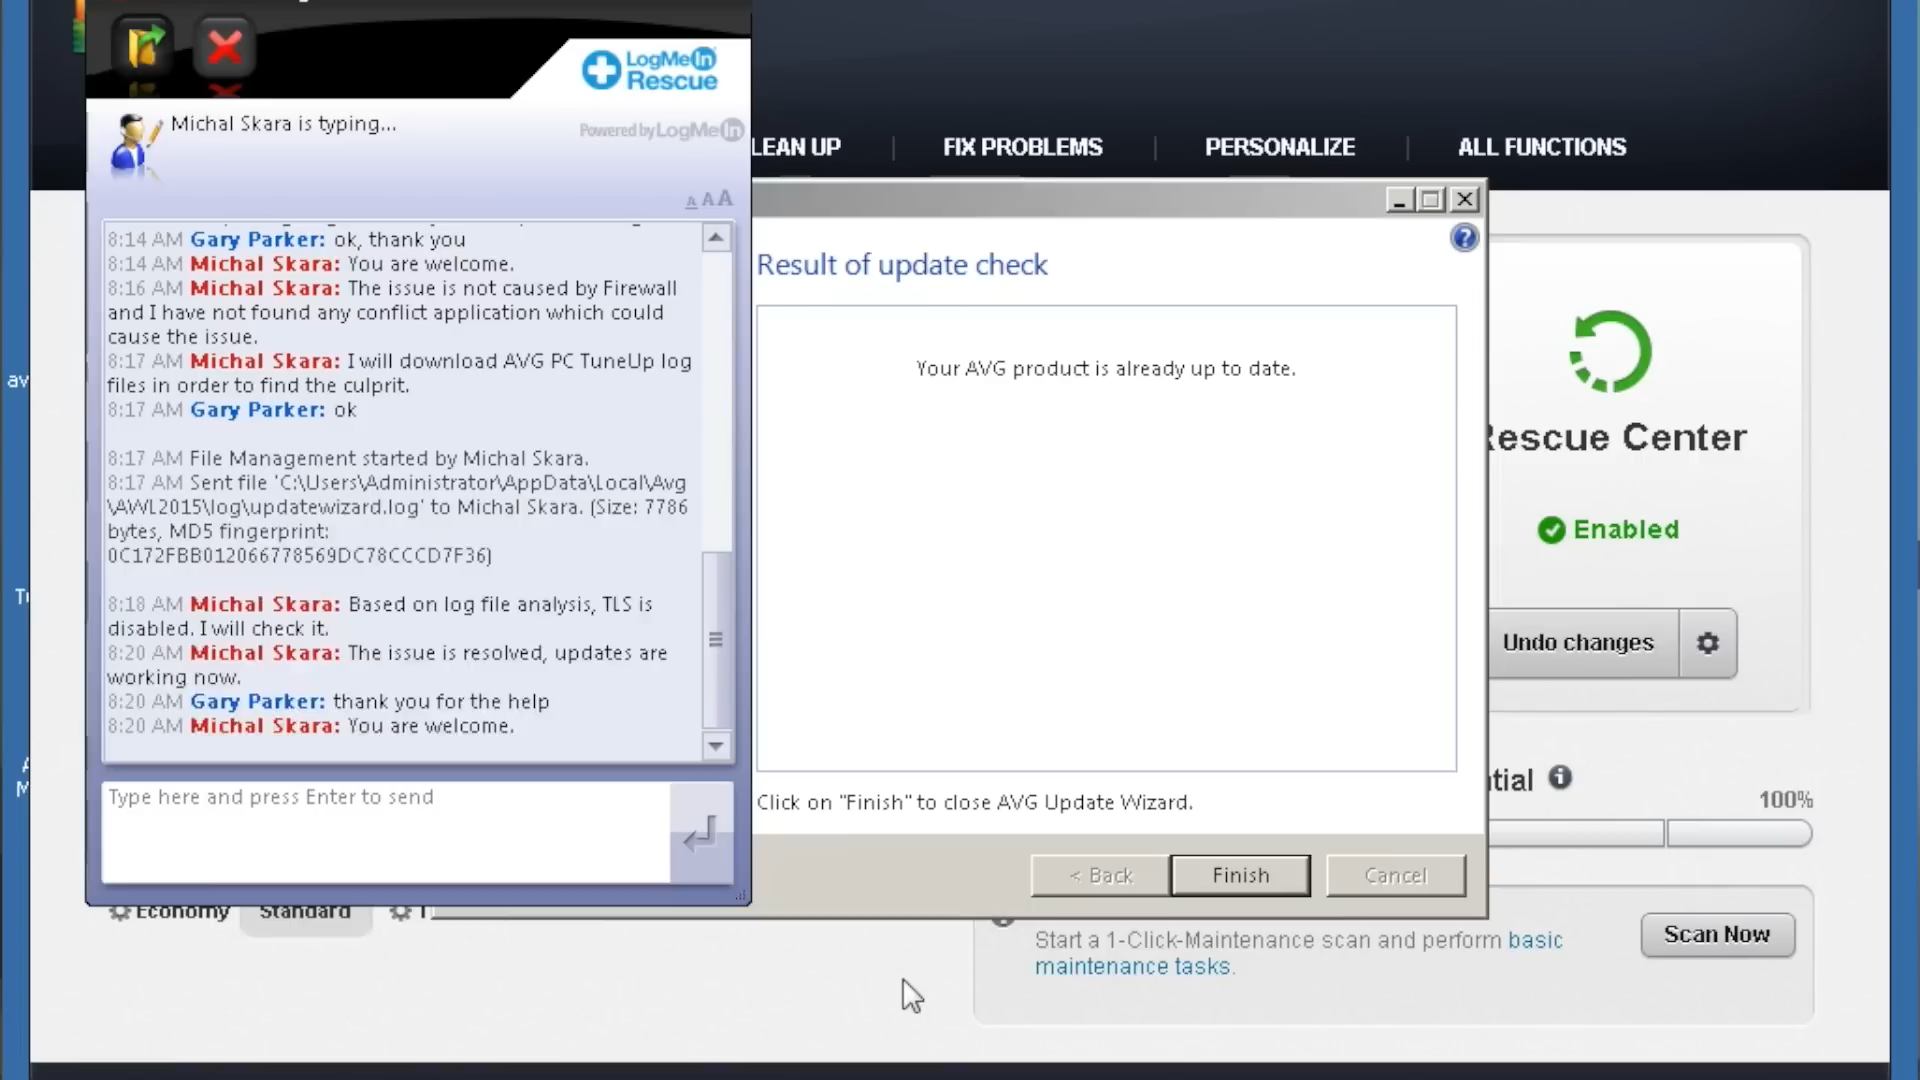 LogMeIn
Rescue
Michal Skara is typing...
Powered by LogMeIn
A A A
8:14 AM Gary Parker: ok, thank you
8:14 AM Michal Skara: You are welcome.
8:16 AM Michal Skara: The issue is not caused by Firewall
and I have not found any conflict application which could
cause the issue.
8:17 AM Michal Skara: I will download AVG PC TuneUp log
files in order to find the culprit.
8:17 AM Gary Parker: ok
8:17 AM File Management started by Michal Skara.
8:17 AM Sent file 'C:\Users\Administrator\AppData\Local\Avg
\AWL2015\log\updatewizard.log' to Michal Skara. (Size: 7786
bytes, MD5 fingerprint:
0C172FBB012066778569DC78CCCD7F36)
8:18 AM Michal Skara: Based on log file analysis, TLS is
disabled. I will check it.
8:20 AM Michal Skara: The issue is resolved, updates are
working now.
8:20 AM Gary Parker: thank you for the help
8:20 AM Michal Skara: You are welcome.
Type here and press Enter to send
LEAN UP
FIX PROBLEMS
PERSONALIZE
ALL FUNCTIONS
Result of update check
Your AVG product is already up to date.
Click on "Finish" to close AVG Update Wizard.
< Back
Finish
Cancel
Rescue Center
Enabled
Undo changes
ntial
100%
Economy
Standard
Start a 1-Click-Maintenance scan and perform basic
maintenance tasks.
Scan Now
av